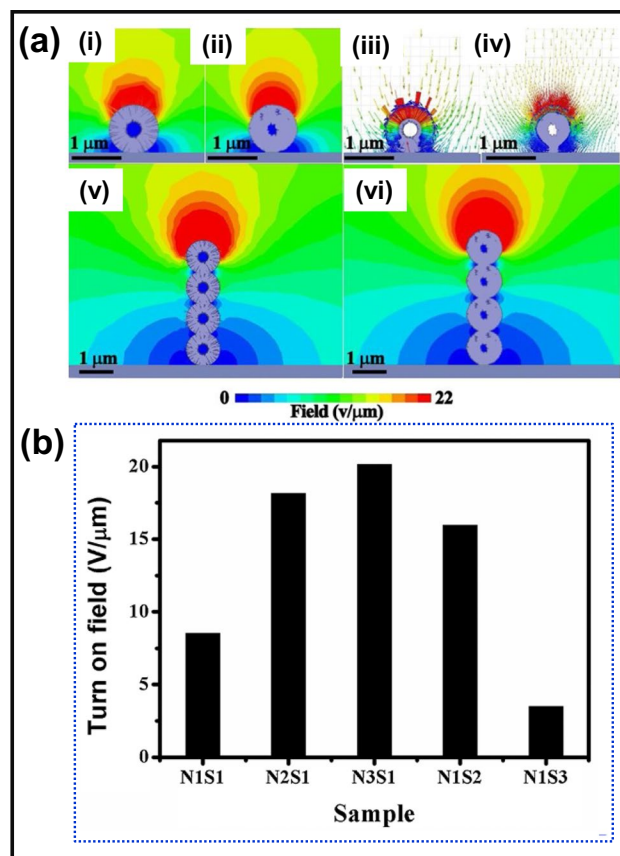 (a)
(i)
(ii)
(iii)
(iv)
1 μm
1 μm
1 μm
1 μm
(v)
(vi)
1 μm
1 μm
0
22
Field (v/μm)
(b)
Turn on field (V/μm)
20
15
10
5
0
N1S1 N2S1 N3S1 N1S2 N1S3
Sample